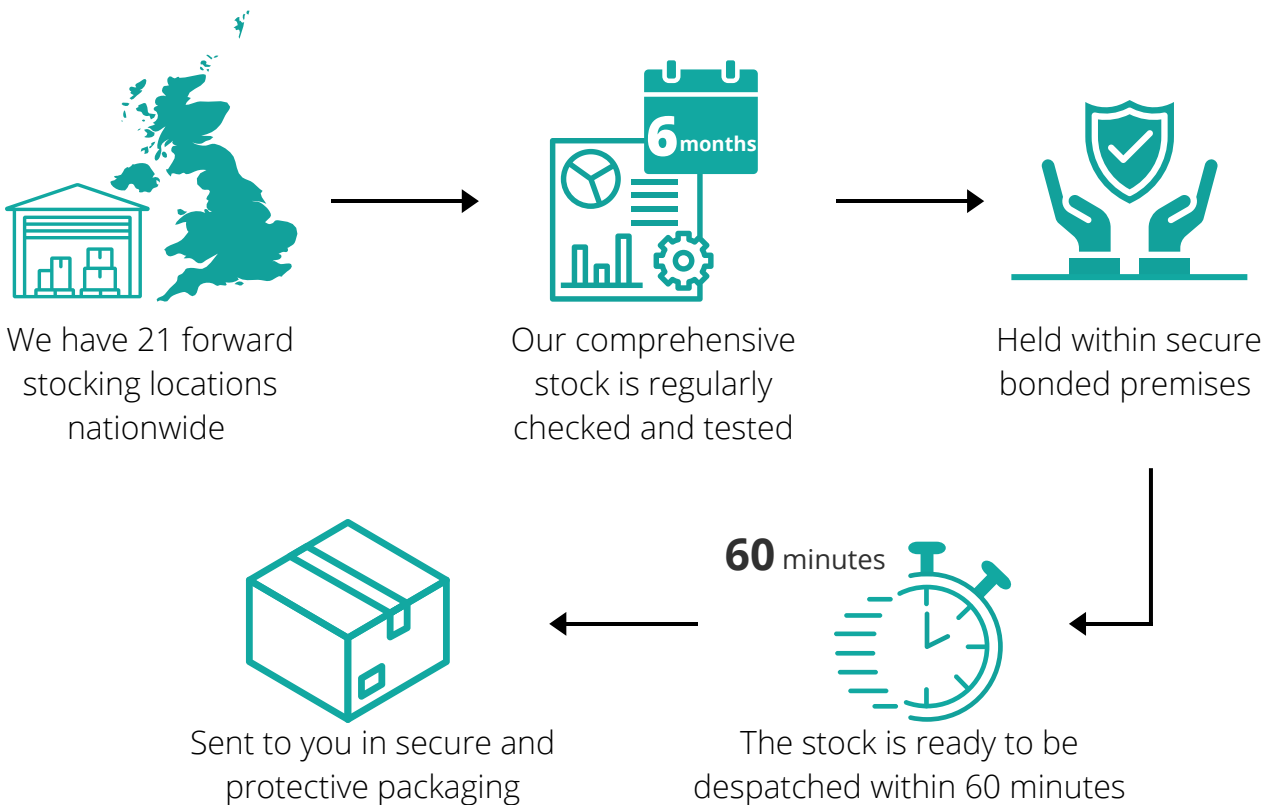 6 months
We have 21 forward
stocking locations
nationwide
Our comprehensive
stock is regularly
checked and tested
Held within secure
bonded premises
60 minutes
Sent to you in secure and
protective packaging
The stock is ready to be
despatched within 60 minutes